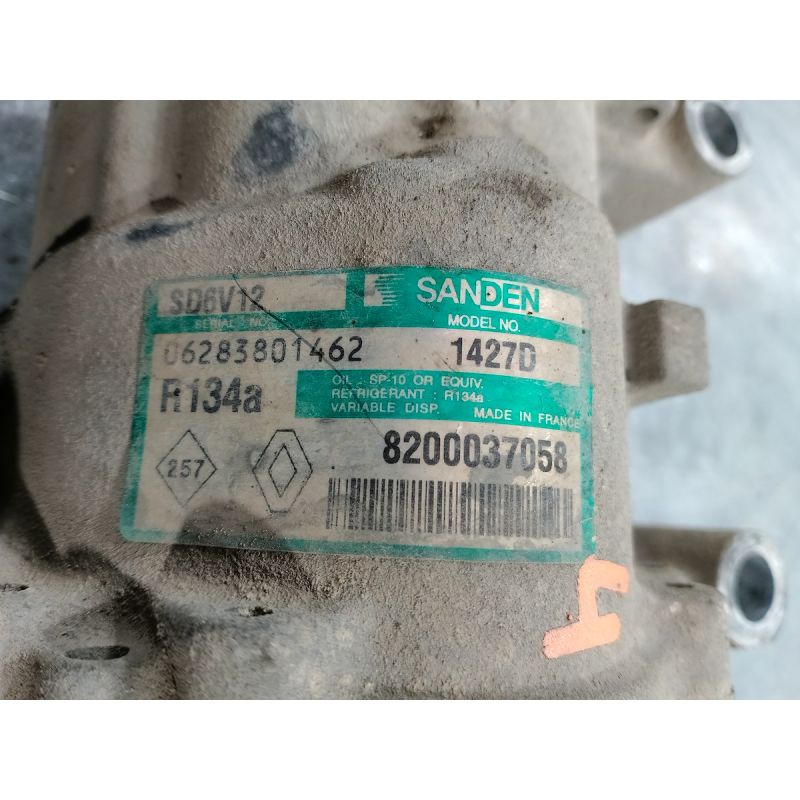 SD6V12
SANDEN
SERIAL NO.
MODEL NO.
06283801462
1427D
R134a
OIL : SP-10 OR EQUIV.
REFRIGERANT : R134a
VARIABLE DISP.
MADE IN FRANCE
257
8200037058
4